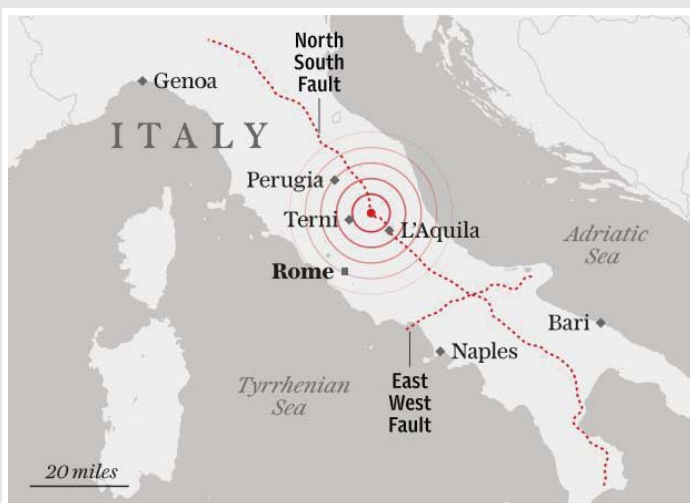 North
South
Fault
Genoa
ITALY
Perugia
Terni
L'Aquila
Adriatic
Sea
Rome
Bari
Naples
Tyrrhenian
Sea
East
West
Fault
20 miles